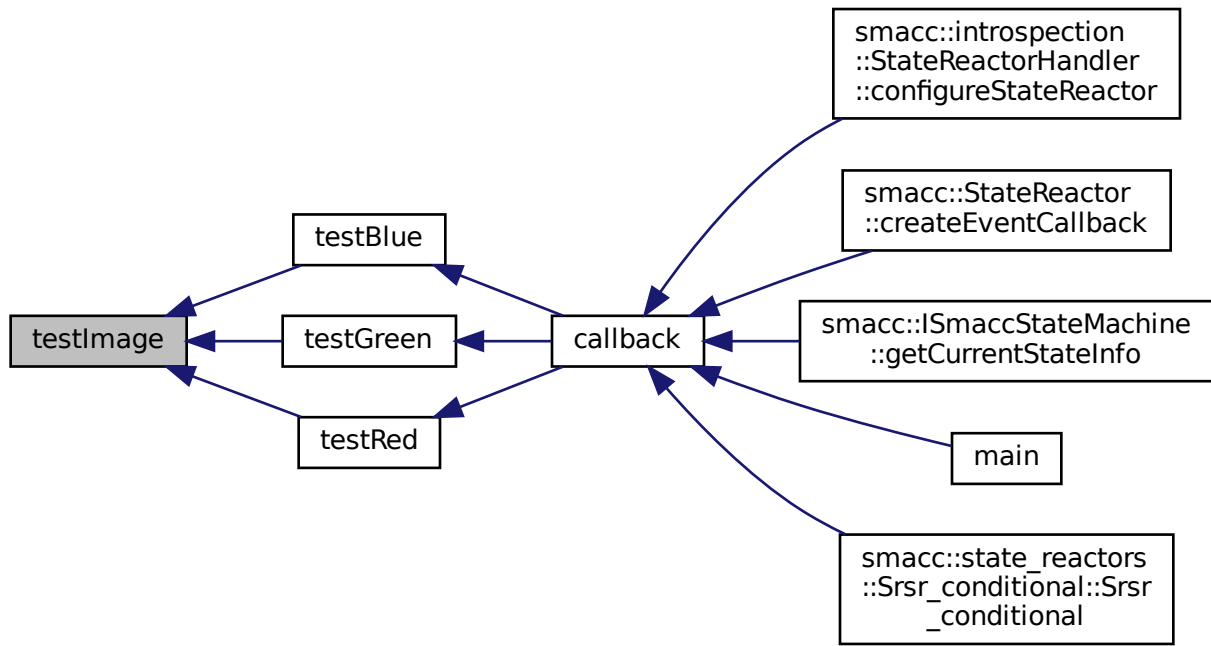 smacc::introspection
::StateReactorHandler
::configureStateReactor
smacc::StateReactor
::createEventCallback
testBlue
testImage
testGreen
callback
smacc::ISmaccStateMachine
::getCurrentStateInfo
testRed
main
smacc::state_reactors
::Srsr_conditional::Srsr
_conditional